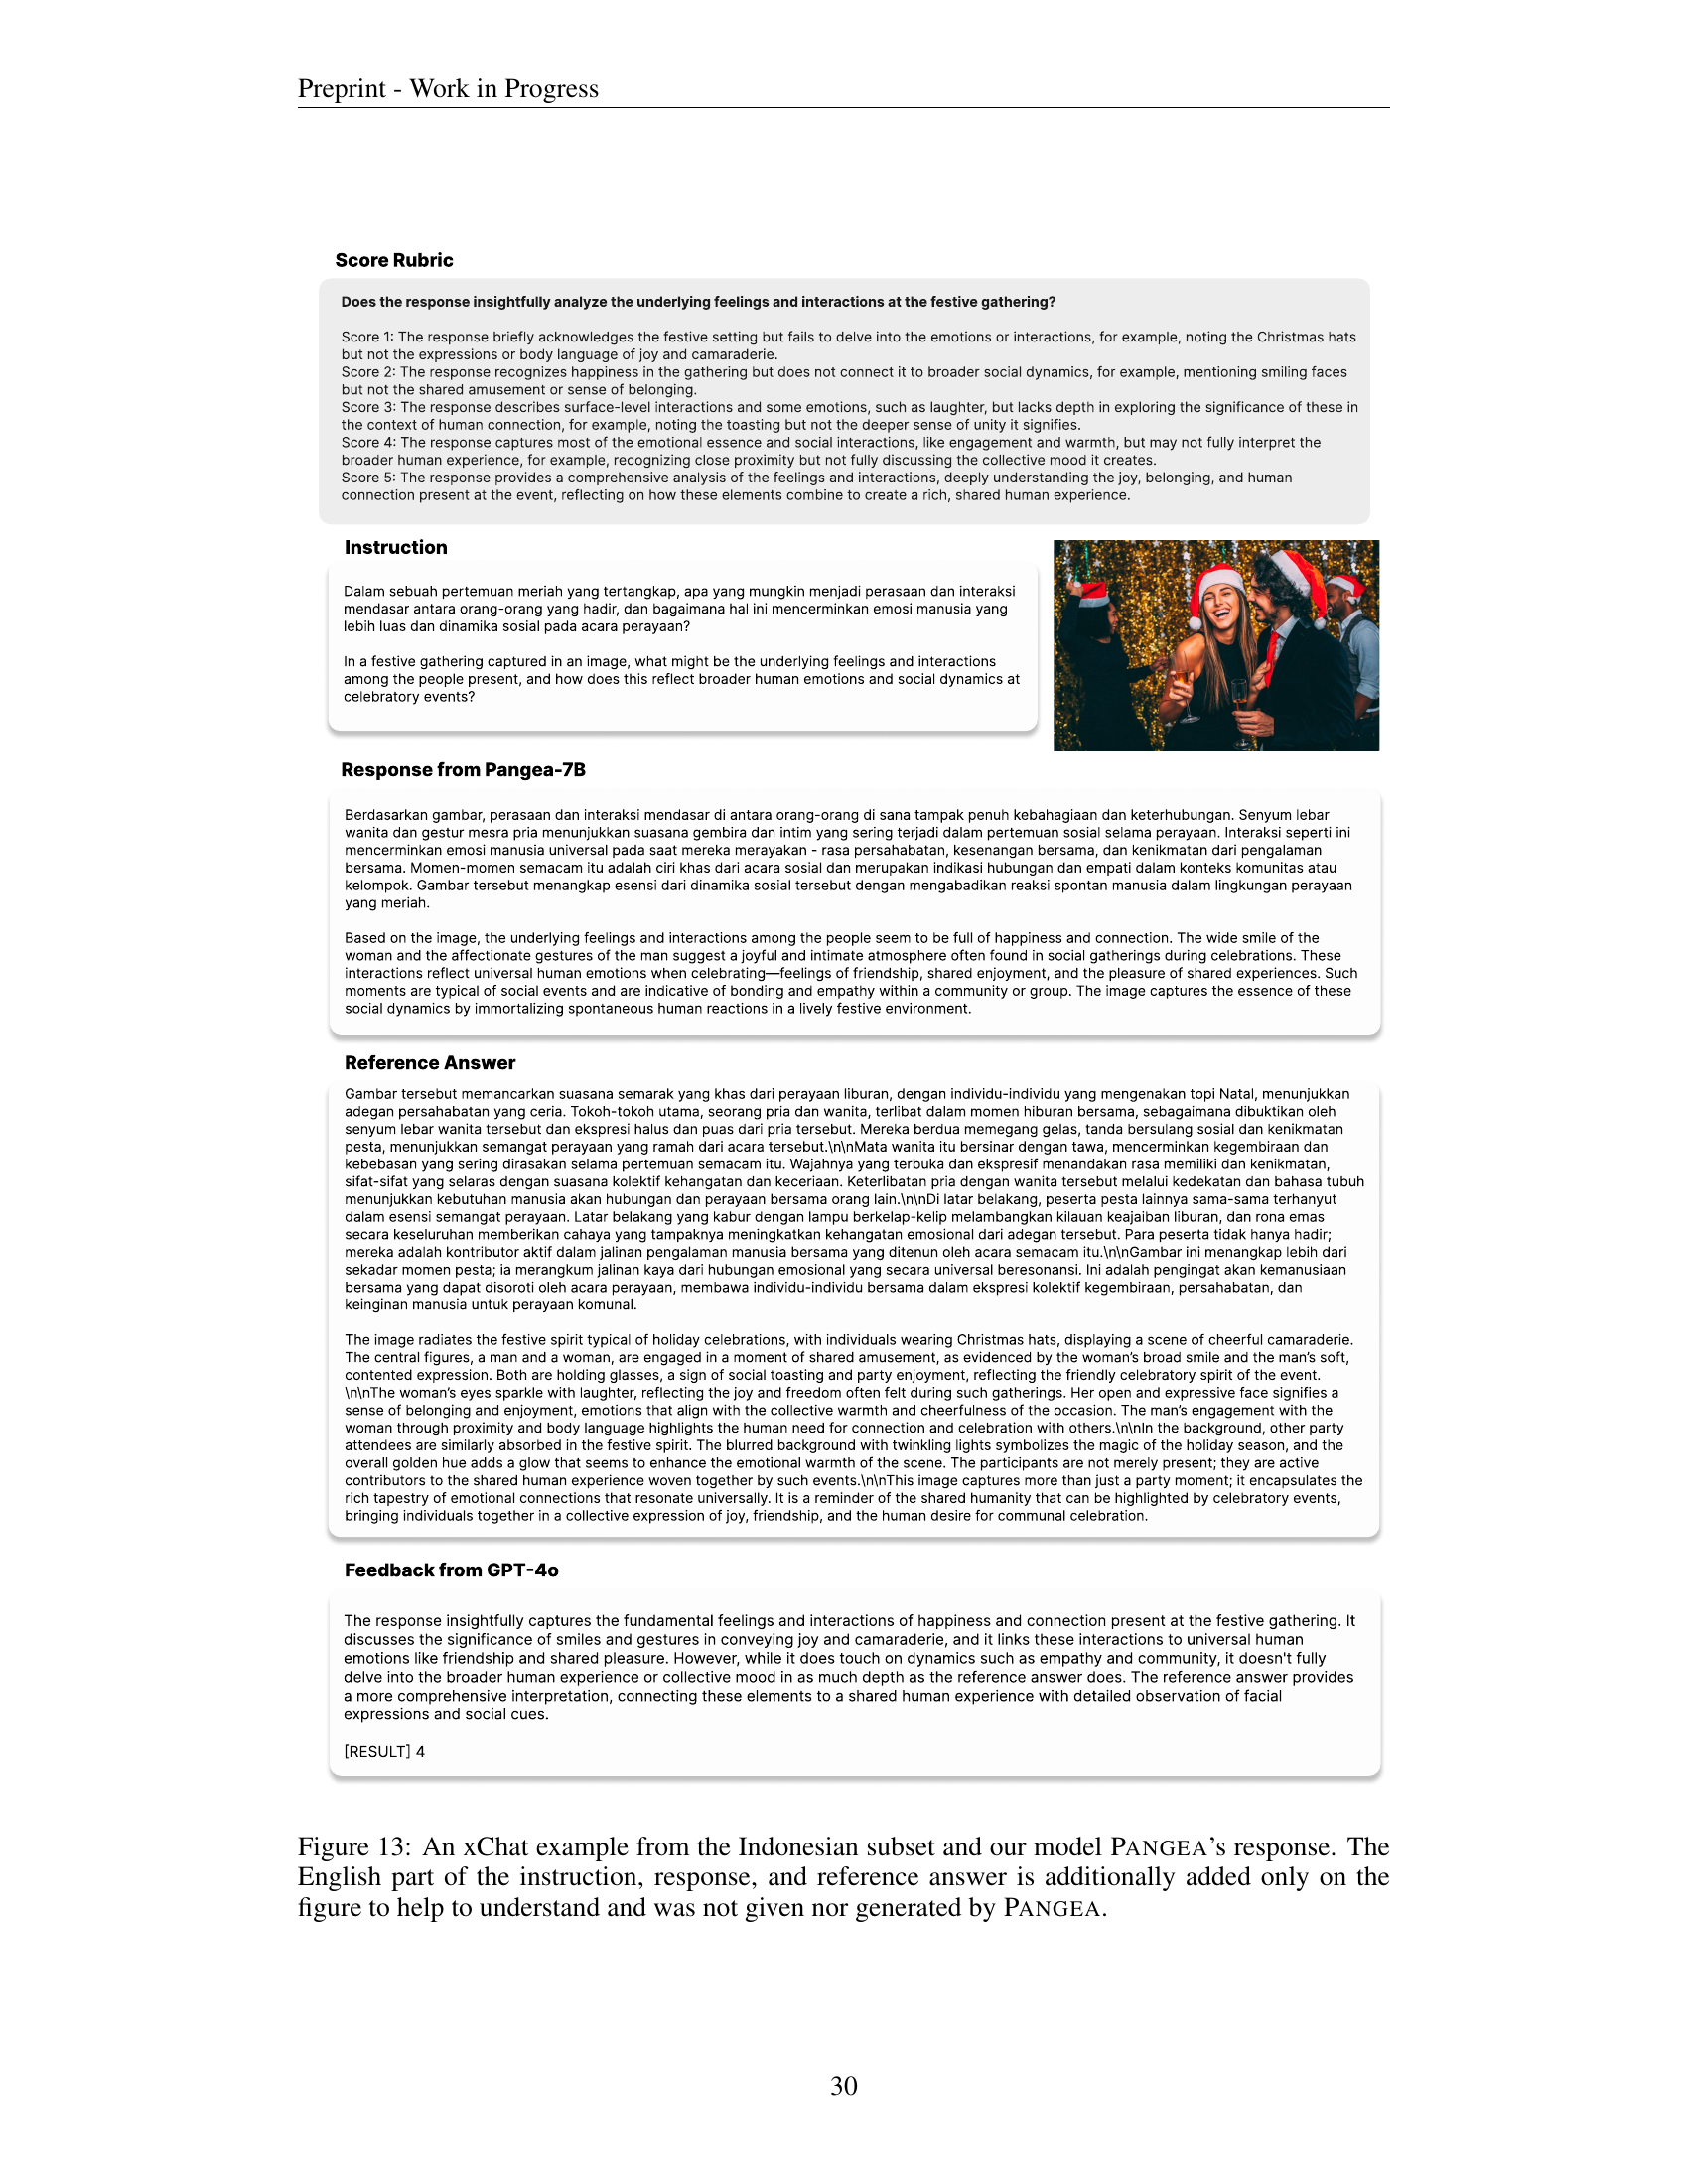 Preprint - Work in Progress
Score Rubric
Does the response insightfully analyze the underlying feelings and interactions at the festive gathering?
Score 1: The response briefly acknowledges the festive setting but fails to delve into the emotions or interactions, for example, noting the Christmas hats
but not the expressions or body language of joy and camaraderie.
Score 2: The response recognizes happiness in the gathering but does not connect it to broader social dynamics, for example, mentioning smiling faces
but not the shared amusement or sense of belonging.
Score 3: The response describes surface-level interactions and some emotions, such as laughter, but lacks depth in exploring the significance of these in
the context of human connection, for example, noting the toasting but not the deeper sense of unity it signifies.
Score 4: The response captures most of the emotional essence and social interactions, like engagement and warmth, but may not fully interpret the
broader human experience, for example, recognizing close proximity but not fully discussing the collective mood it creates.
Score 5: The response provides a comprehensive analysis of the feelings and interactions, deeply understanding the joy, belonging, and human
connection present at the event, reflecting on how these elements combine to create a rich, shared human experience.
Instruction
Dalam sebuah pertemuan meriah yang tertangkap, apa yang mungkin menjadi perasaan dan interaksi
mendasar antara orang-orang yang hadir, dan bagaimana hal ini mencerminkan emosi manusia yang
lebih luas dan dinamika sosial pada acara perayaan?
In a festive gathering captured in an image, what might be the underlying feelings and interactions
among the people present, and how does this reflect broader human emotions and social dynamics at
celebratory events?
Response from Pangea-7B
Berdasarkan gambar, perasaan dan interaksi mendasar di antara orang-orang di sana tampak penuh kebahagiaan dan keterhubungan. Senyum lebar
wanita dan gestur mesra pria menunjukkan suasana gembira dan intim yang sering terjadi dalam pertemuan sosial selama perayaan. Interaksi seperti ini
mencerminkan emosi manusia universal pada saat mereka merayakan - rasa persahabatan, kesenangan bersama, dan kenikmatan dari pengalaman
bersama. Momen-momen semacam itu adalah ciri khas dari acara sosial dan merupakan indikasi hubungan dan empati dalam konteks komunitas atau
kelompok. Gambar tersebut menangkap esensi dari dinamika sosial tersebut dengan mengabadikan reaksi spontan manusia dalam lingkungan perayaan
yang meriah.
Based on the image, the underlying feelings and interactions among the people seem to be full of happiness and connection. The wide smile of the
woman and the affectionate gestures of the man suggest a joyful and intimate atmosphere often found in social gatherings during celebrations. These
interactions reflect universal human emotions when celebrating—feelings of friendship, shared enjoyment, and the pleasure of shared experiences. Such
moments are typical of social events and are indicative of bonding and empathy within a community or group. The image captures the essence of these
social dynamics by immortalizing spontaneous human reactions in a lively festive environment.
Reference Answer
Gambar tersebut memancarkan suasana semarak yang khas dari perayaan liburan, dengan individu-individu yang mengenakan topi Natal, menunjukkan
adegan persahabatan yang ceria. Tokoh-tokoh utama, seorang pria dan wanita, terlibat dalam momen hiburan bersama, sebagaimana dibuktikan oleh
senyum lebar wanita tersebut dan ekspresi halus dan puas dari pria tersebut. Mereka berdua memegang gelas, tanda bersulang sosial dan kenikmatan
pesta, menunjukkan semangat perayaan yang ramah dari acara tersebut.\n\nMata wanita itu bersinar dengan tawa, mencerminkan kegembiraan dan
kebebasan yang sering dirasakan selama pertemuan semacam itu. Wajahnya yang terbuka dan ekspresif menandakan rasa memiliki dan kenikmatan,
sifat-sifat yang selaras dengan suasana kolektif kehangatan dan keceriaan. Keterlibatan pria dengan wanita tersebut melalui kedekatan dan bahasa tubuh
menunjukkan kebutuhan manusia akan hubungan dan perayaan bersama orang lain.\n\nDi latar belakang, peserta pesta lainnya sama-sama terhanyut
dalam esensi semangat perayaan. Latar belakang yang kabur dengan lampu berkelap-kelip melambangkan kilauan keajaiban liburan, dan rona emas
secara keseluruhan memberikan cahaya yang tampaknya meningkatkan kehangatan emosional dari adegan tersebut. Para peserta tidak hanya hadir;
mereka adalah kontributor aktif dalam jalinan pengalaman manusia bersama yang ditenun oleh acara semacam itu.\n\nGambar ini menangkap lebih dari
sekadar momen pesta; ia merangkum jalinan kaya dari hubungan emosional yang secara universal beresonansi. Ini adalah pengingat akan kemanusiaan
bersama yang dapat disoroti oleh acara perayaan, membawa individu-individu bersama dalam ekspresi kolektif kegembiraan, persahabatan, dan
keinginan manusia untuk perayaan komunal.
The image radiates the festive spirit typical of holiday celebrations, with individuals wearing Christmas hats, displaying a scene of cheerful camaraderie.
The central figures, a man and a woman, are engaged in a moment of shared amusement, as evidenced by the woman's broad smile and the man's soft,
contented expression. Both are holding glasses, a sign of social toasting and party enjoyment, reflecting the friendly celebratory spirit of the event.
\n\nThe woman's eyes sparkle with laughter, reflecting the joy and freedom often felt during such gatherings. Her open and expressive face signifies a
sense of belonging and enjoyment, emotions that align with the collective warmth and cheerfulness of the occasion. The man's engagement with the
woman through proximity and body language highlights the human need for connection and celebration with others.\n\nIn the background, other party
attendees are similarly absorbed in the festive spirit. The blurred background with twinkling lights symbolizes the magic of the holiday season, and the
overall golden hue adds a glow that seems to enhance the emotional warmth of the scene. The participants are not merely present; they are active
contributors to the shared human experience woven together by such events.\n\nThis image captures more than just a party moment; it encapsulates the
rich tapestry of emotional connections that resonate universally. It is a reminder of the shared humanity that can be highlighted by celebratory events,
bringing individuals together in a collective expression of joy, friendship, and the human desire for communal celebration.
Feedback from GPT-4o
The response insightfully captures the fundamental feelings and interactions of happiness and connection present at the festive gathering. It
discusses the significance of smiles and gestures in conveying joy and camaraderie, and it links these interactions to universal human
emotions like friendship and shared pleasure. However, while it does touch on dynamics such as empathy and community, it doesn't fully
delve into the broader human experience or collective mood in as much depth as the reference answer does. The reference answer provides
a more comprehensive interpretation, connecting these elements to a shared human experience with detailed observation of facial
expressions and social cues.
[RESULT] 4
Figure 13: An xChat example from the Indonesian subset and our model PANGEA's response. The
English part of the instruction, response, and reference answer is additionally added only on the
figure to help to understand and was not given nor generated by PANGEA.
30